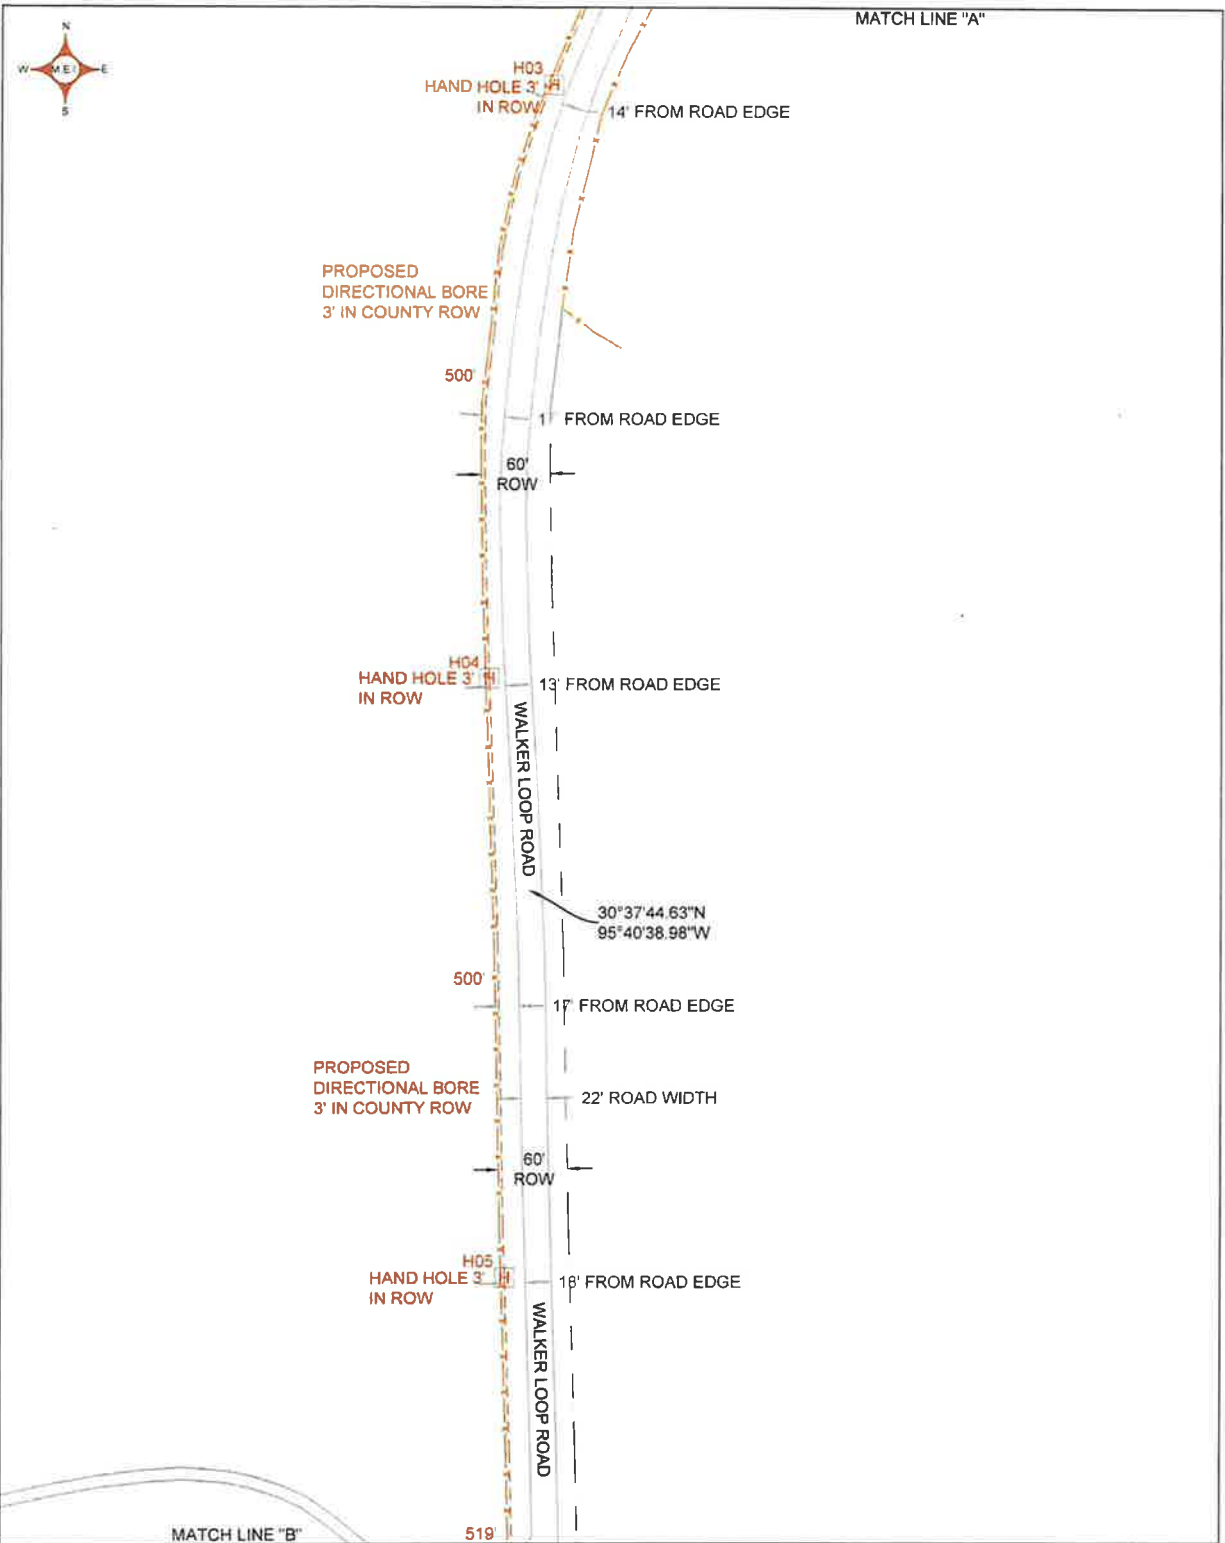 MATCH LINE "A"
N
W MEI E
S
H03
HAND HOLE 3'
IN ROW
14' FROM ROAD EDGE
PROPOSED
DIRECTIONAL BORE
3' IN COUNTY ROW
500'
FROM ROAD EDGE
60'
ROW
H
H04
HAND HOLE 3'
IN ROW
H
13' FROM ROAD EDGE
WALKER LOOP ROAD
30°37'44.63"N
95°40'38.98"W
500'
17' FROM ROAD EDGE
PROPOSED
DIRECTIONAL BORE
3' IN COUNTY ROW
22' ROAD WIDTH
60'
ROW
H05
HAND HOLE 3'
IN ROW
H
18' FROM ROAD EDGE
WALKER LOOP ROAD
MATCH LINE "B"
519'